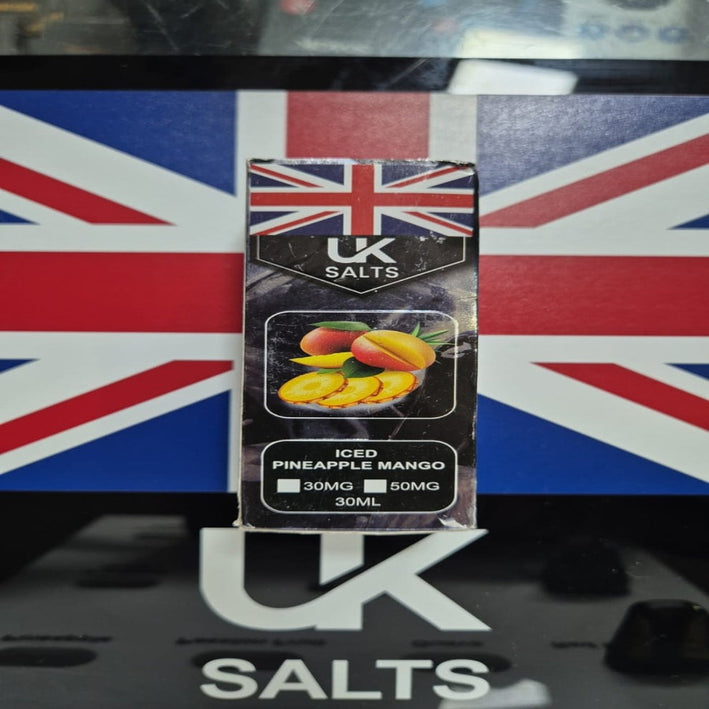 UK
SALTS
ICED
PINEAPPLE MANGO
30MG 50MG
30ML
UK
SALTS